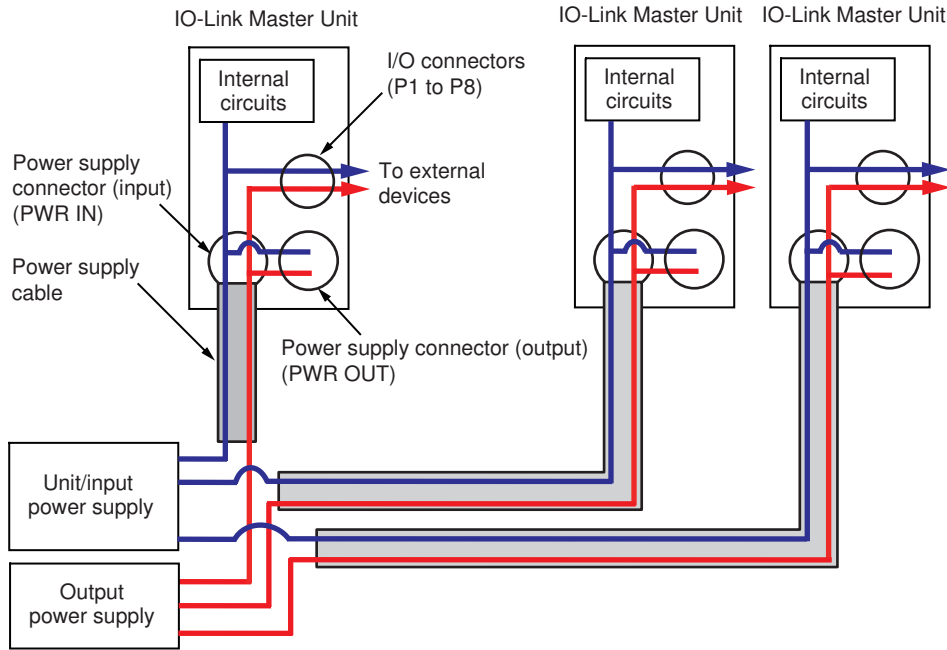 IO-Link Master Unit
IO-Link Master Unit
IO-Link Master Unit
Internal
circuits
I/O connectors
(P1 to P8)
Internal
circuits
Internal
circuits
Power supply
connector (input)
(PWR IN)
To external
devices
Power supply
cable
Power supply connector (output)
(PWR OUT)
Unit/input
power supply
Output
power supply